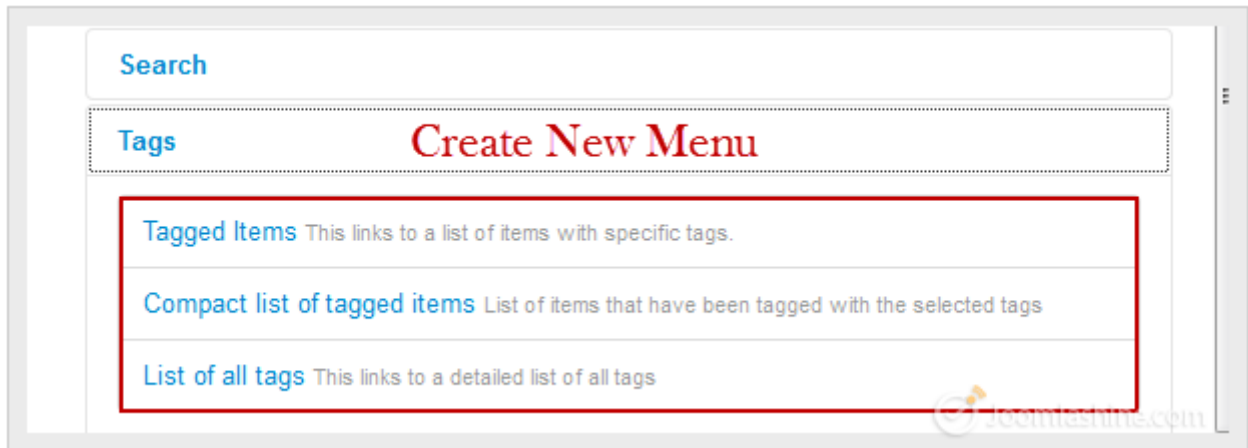 Search
Tags Create New Menu
Tagged Items This links to a list of items with specific tags.
Compact list of tagged items List of items that have been tagged with the selected tags
List of all tags This links to a detailed list of all tags
Joomlashine.com